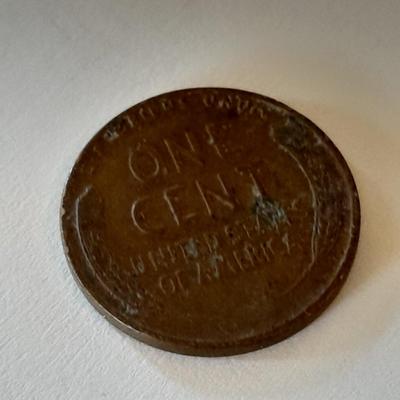 ONE
CENT
UNITED STATES
OF AMERICA